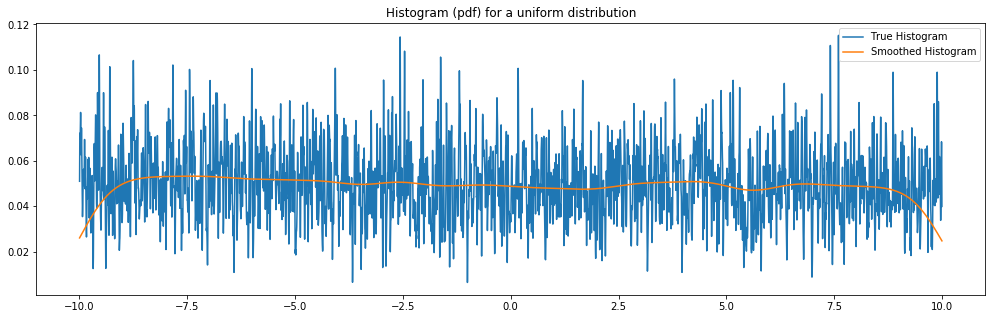 Histogram (pdf) for a uniform distribution
True Histogram
Smoothed Histogram
0.12
0.10
0.08
0.06
0.04
0.02
−10.0 −7.5 −5.0 −2.5 0.0 2.5 5.0 7.5 10.0